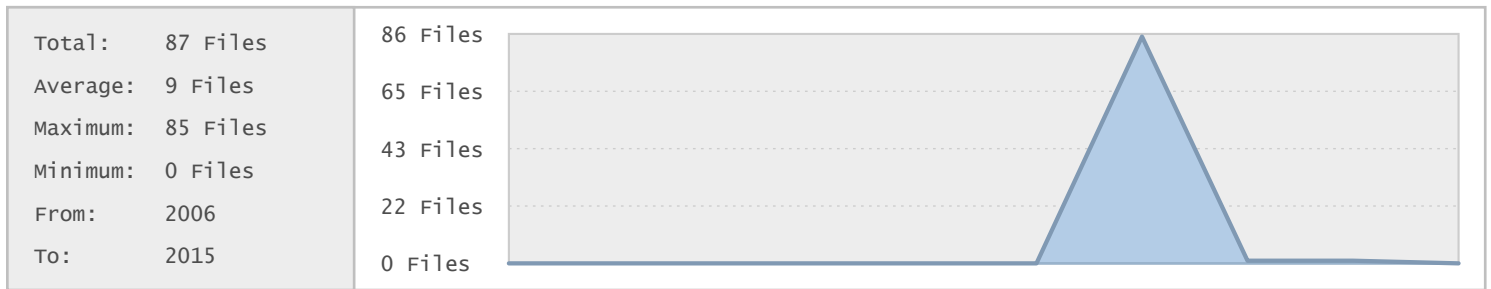 Total: 87 Files
Average: 9 Files
Maximum: 85 Files
Minimum: 0 Files
From: 2006
To: 2015
86 Files
65 Files
43 Files
22 Files
0 Files